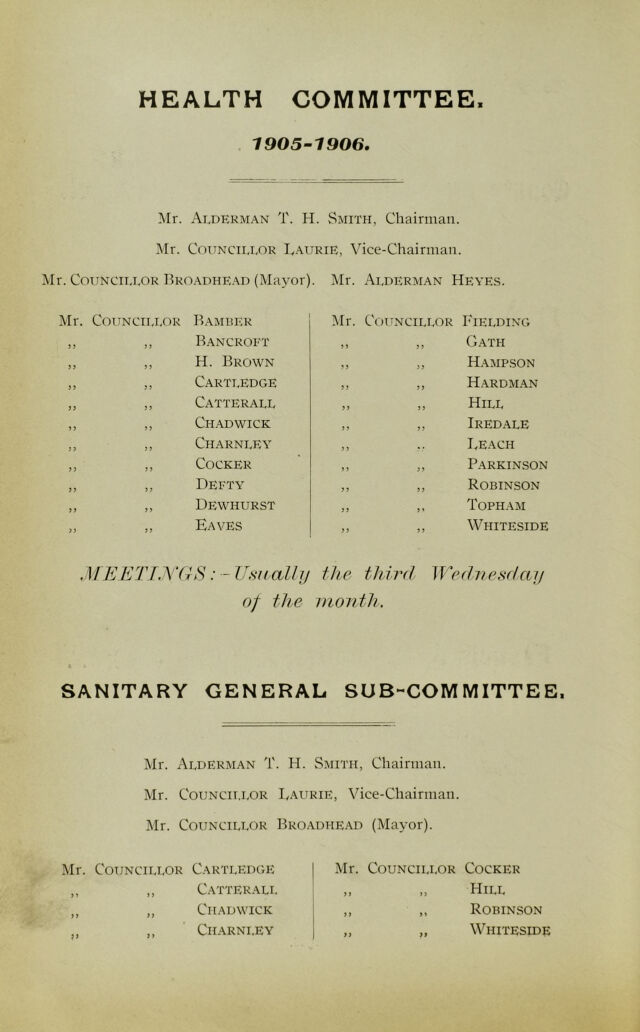 HEALTH COMMITTEE.
1905-1906.
Mr. ALDERMAN T. H. SMITH, Chairman.
Mr. COUNCILLOR LAURIE, Vice-Chairman.
Mr. COUNCILLOR BROADHEAD (Mayor). Mr. ALDERMAN HEYES.
Mr. COUNCILLOR BAMBER
,, ,, BANCROFT
,, ,, H. BROWN
,, ,, CARTLEDGE
,, ,, CATTERALL
,, ,, CHADWICK
,, ,, CHARNLEY
,, ,, COCKER
,, ,, DEFTY
,, ,, DEWHURST
,, ,, EAVES
Mr. COUNCILLOR FIELDING
,, ,, GATH
,, ,, HAMPSON
,, ,, HARDMAN
,, ,, HILL
,, ,, IREDALE
,, ,, LEACH
,, ,, PARKINSON
,, ,, ROBINSON
,, ,, TOPHAM
,, ,, WHITESIDE
MEETINGS:-Usually the third Wednesday
of the month.
SANITARY GENERAL SUB-COMMITTEE.
Mr. ALDERMAN T. H. SMITH, Chairman.
Mr. COUNCILLOR LAURIE, Vice-Chairman.
Mr. COUNCILLOR BROADHEAD (Mayor).
Mr. COUNCILLOR CARTLEDGE
,, ,, CATTERALL
,, ,, CHADWICK
,, ,, CHARNLEY
Mr. COUNCILLOR COCKER
,, ,, HILL
,, ,, ROBINSON
,, ,, WHITESIDE